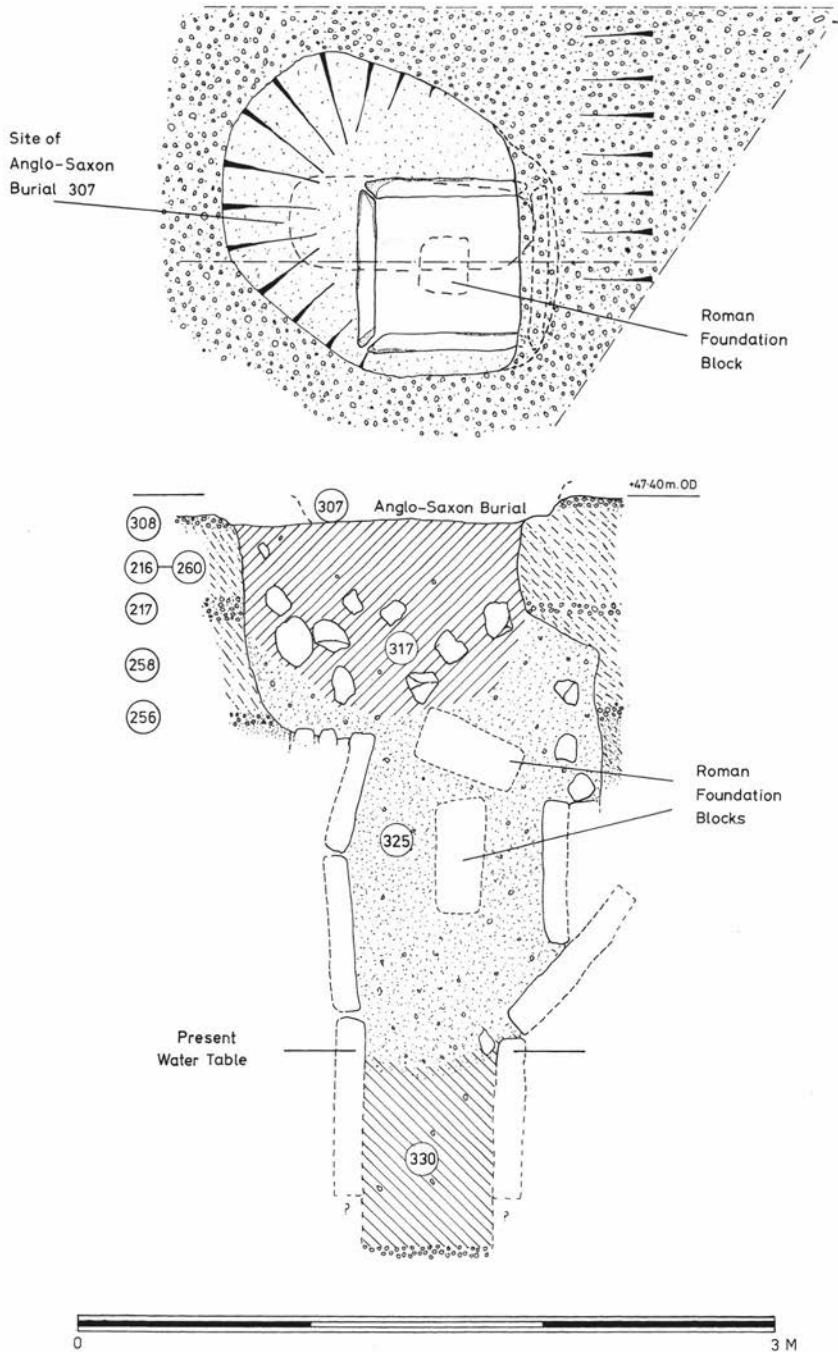 Site of
Anglo-Saxon
Burial 307
Roman
Foundation
Block
+47·40m.OD
307 Anglo-Saxon Burial
308
216 260
217
317
258
256
Roman
Foundation
Blocks
325
Present
Water Table
330
? ?
0 3 M